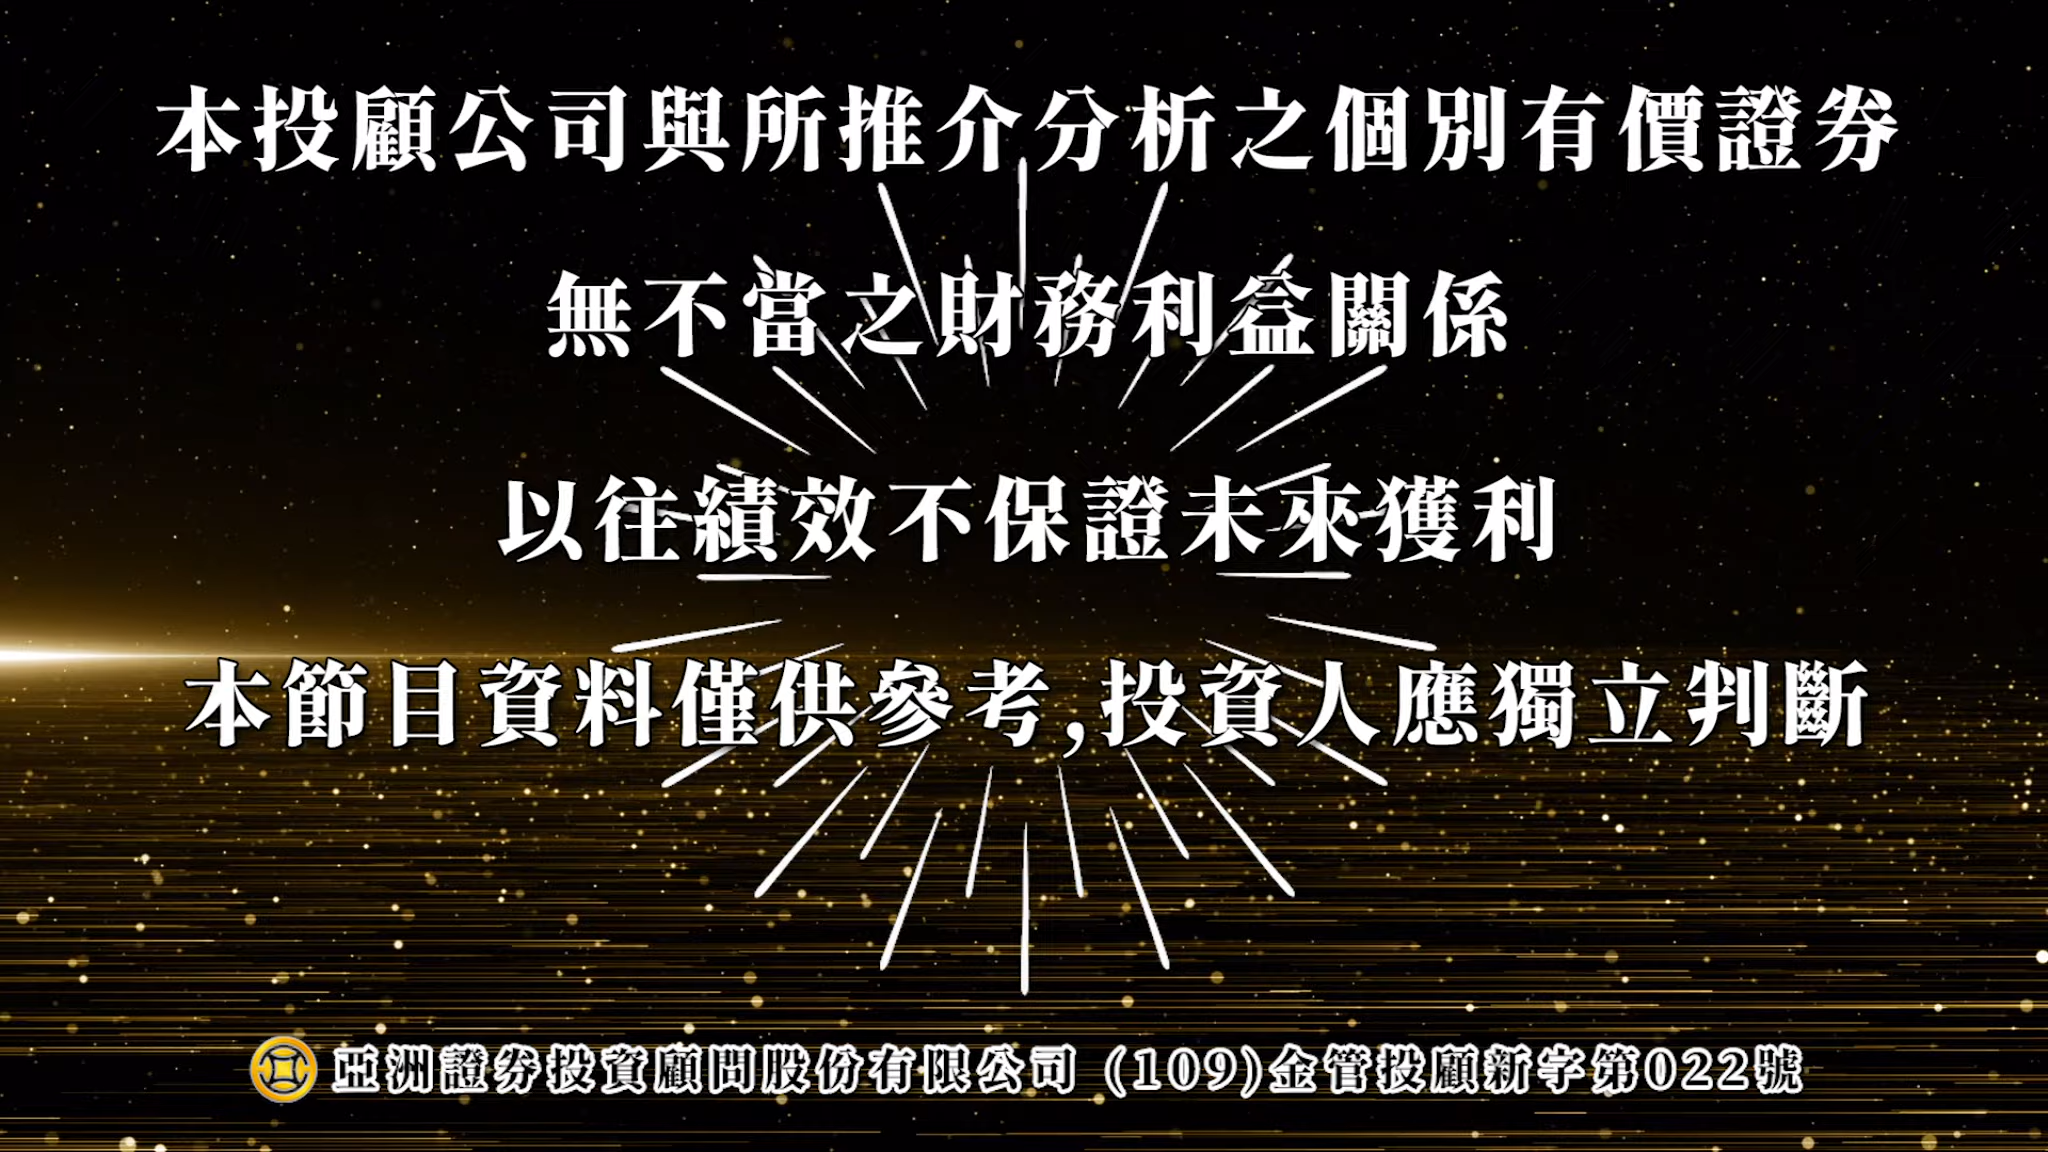 本投顧公司與所推介分析之個別有價證券
無不當之財務利益關係
以往績效不保證未來獲利
本節目資料僅供參考,投資人應獨立判斷
亞洲證券投資顧問股份有限公司 (109)金管投顧新字第022號